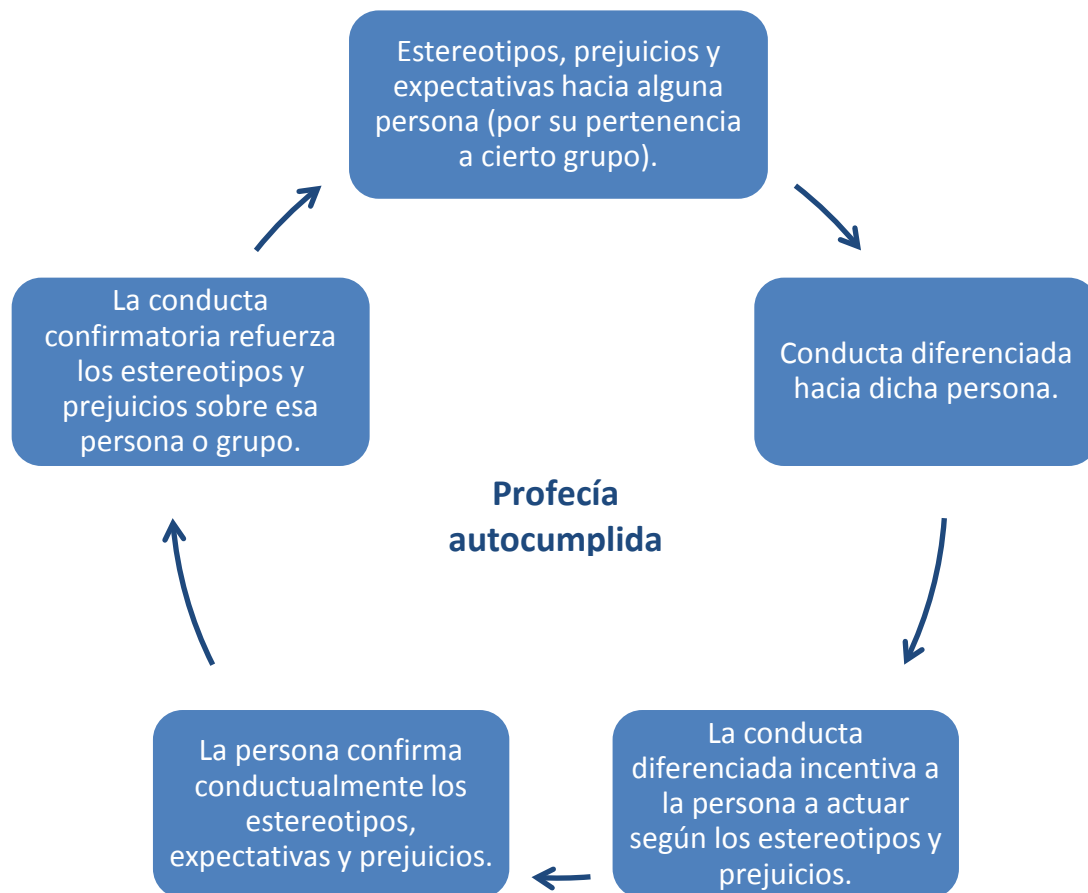 Estereotipos, prejuicios y
expectativas hacia alguna
persona (por su pertenencia
a cierto grupo).
Conducta diferenciada
hacia dicha persona.
La conducta
diferenciada incentiva a
la persona a actuar
según los estereotipos y
prejuicios.
La persona confirma
conductualmente los
estereotipos,
expectativas y prejuicios.
La conducta
confirmatoria refuerza
los estereotipos y
prejuicios sobre esa
persona o grupo.
Profecía
autocumplida